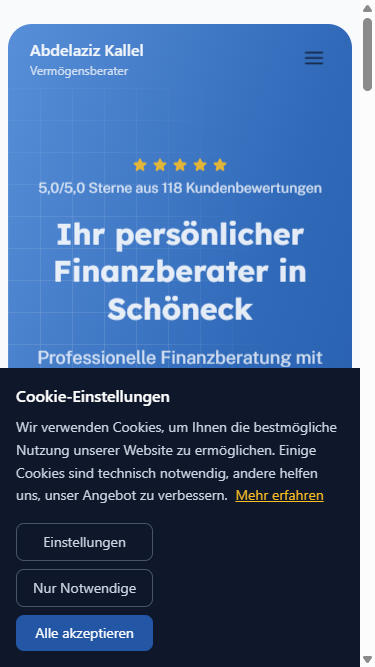 Abdelaziz Kallel
Vermögensberater
5,0/5,0 Sterne aus 118 Kundenbewertungen
Ihr persönlicher
Finanzberater in
Schöneck
Professionelle Finanzberatung mit
Cookie-Einstellungen
Wir verwenden Cookies, um Ihnen die bestmögliche
Nutzung unserer Website zu ermöglichen. Einige
Cookies sind technisch notwendig, andere helfen
uns, unser Angebot zu verbessern. Mehr erfahren
Einstellungen
Nur Notwendige
Alle akzeptieren